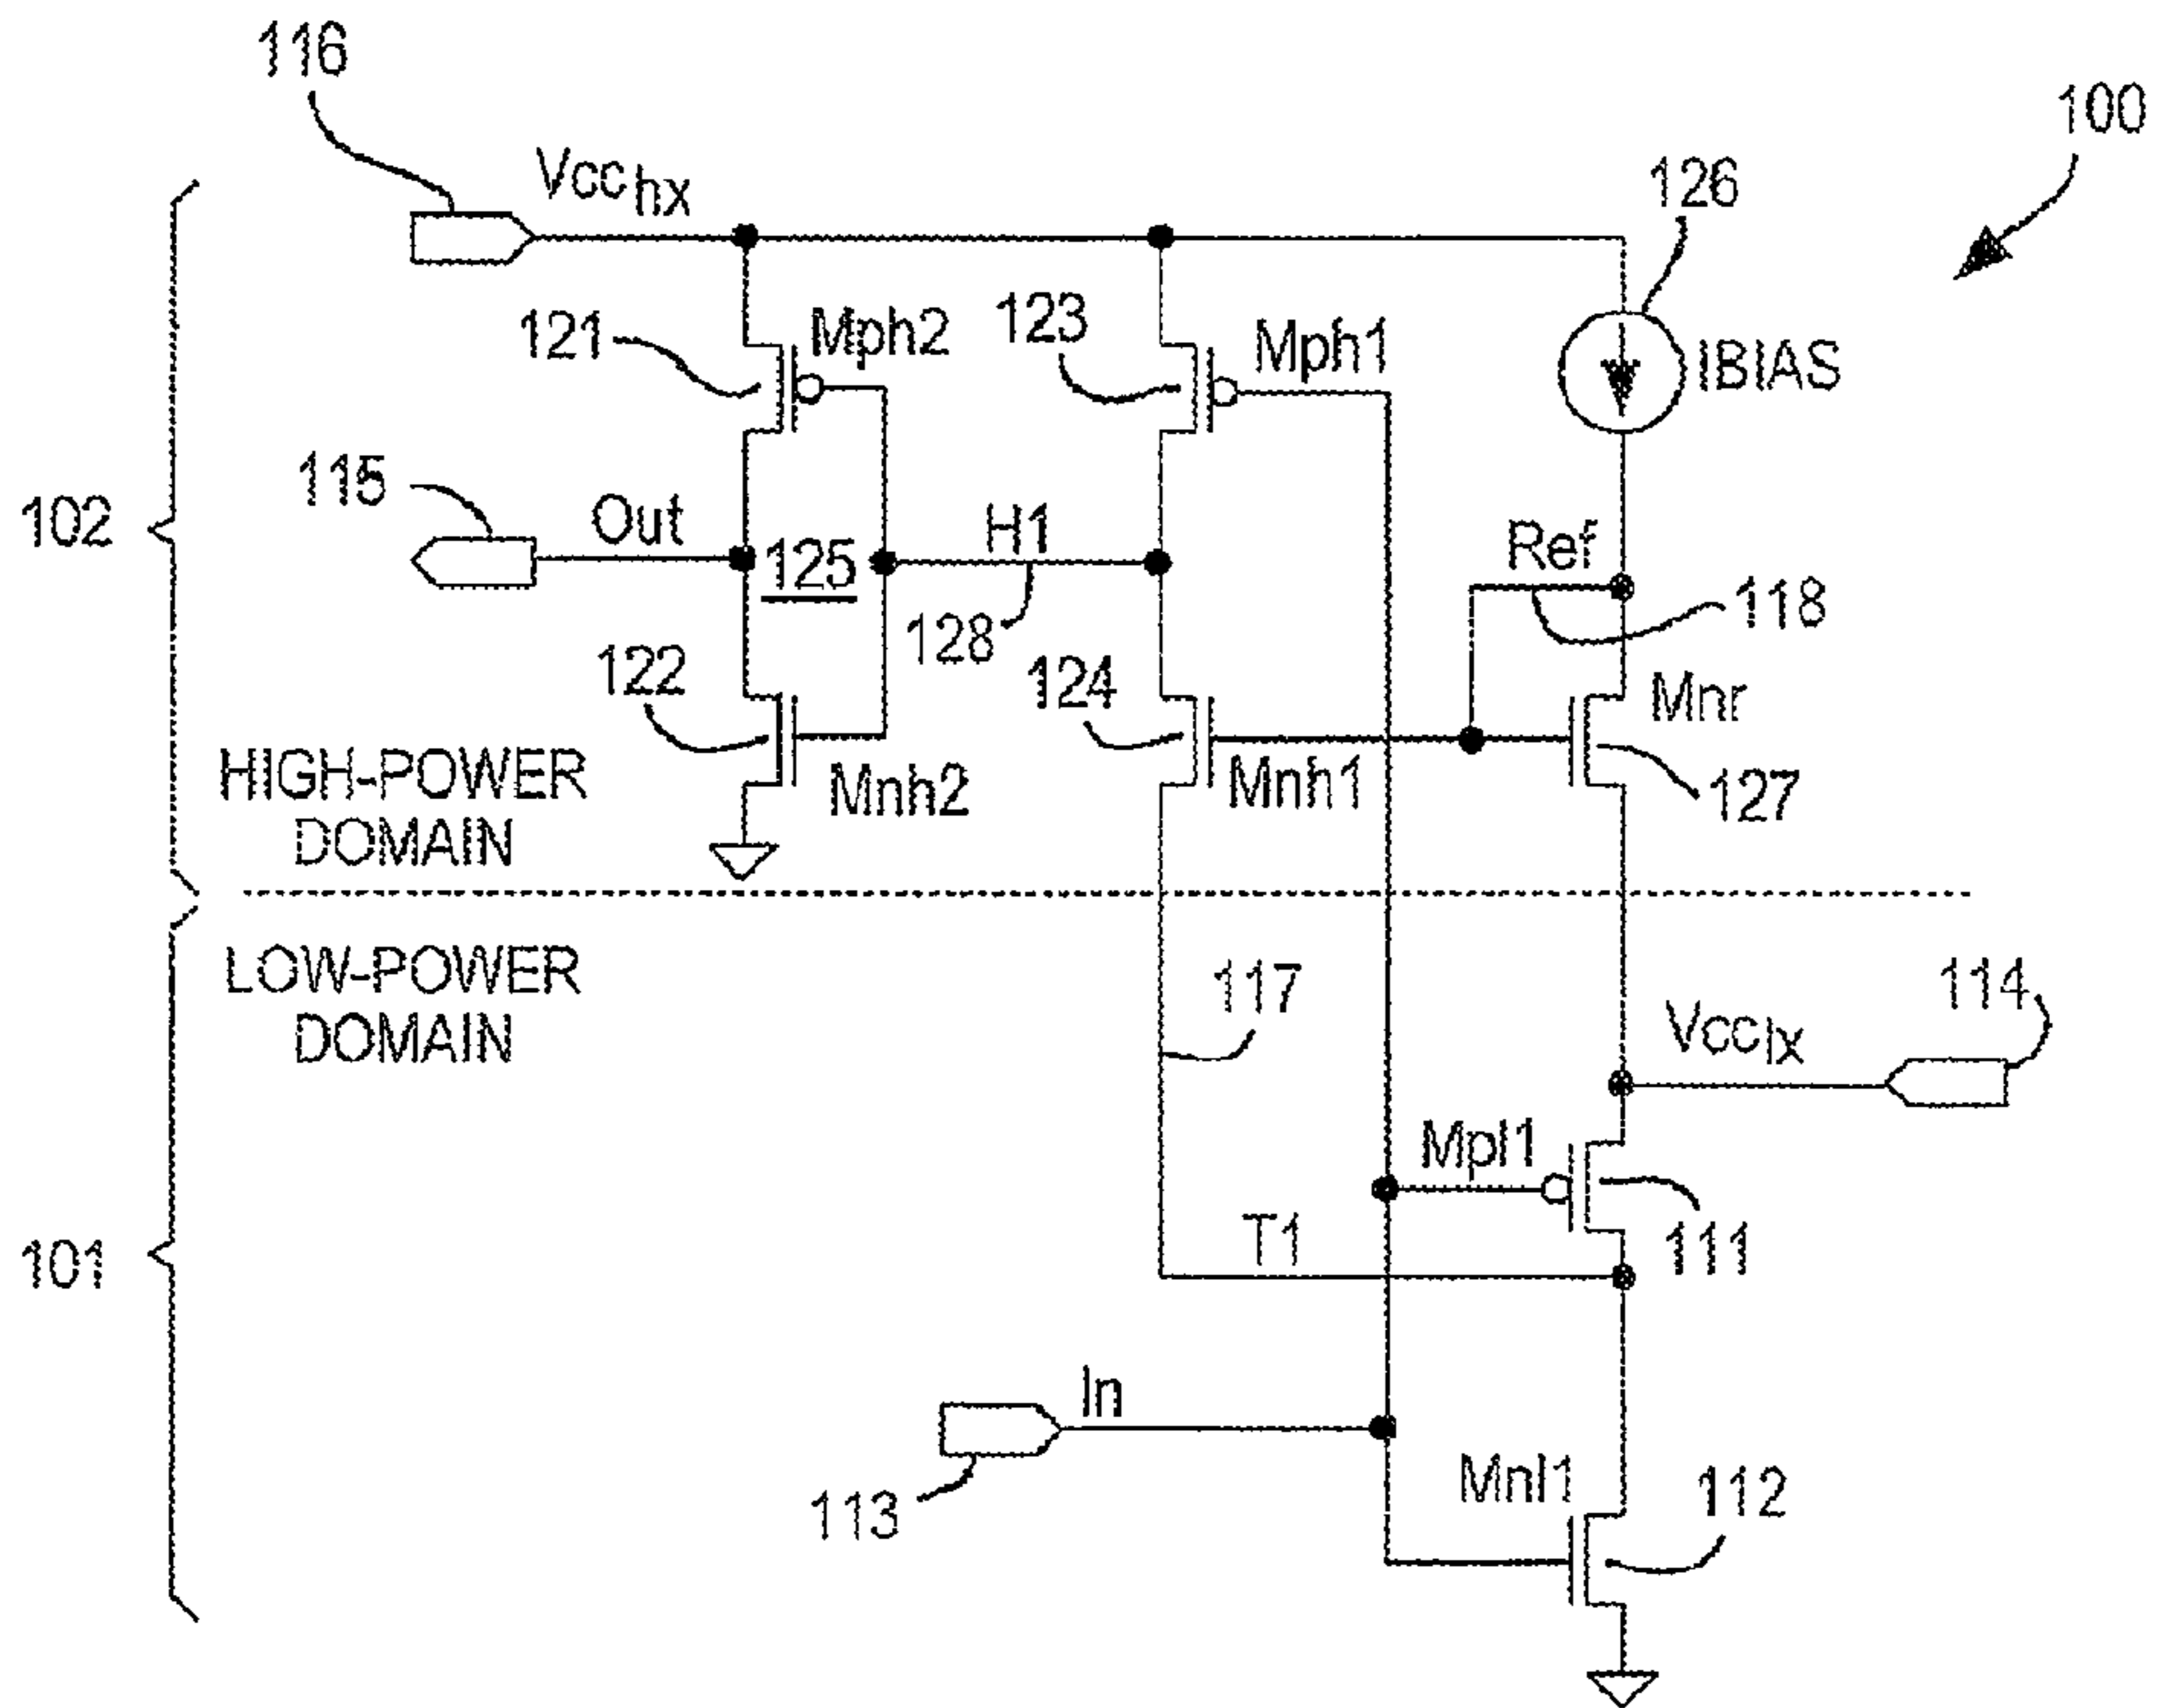 116
100
Vcchx
126
121
Mph2
123
Mph1
IBIAS
115
102
Out
125
H1
Ref
128
118
122
124
Mnr
HIGH-POWER
DOMAIN
Mnh2
Mnh1
127
LOW-POWER
DOMAIN
117
114
Vcclx
Mpl1
101
T1
111
In
113
Mnl1
112